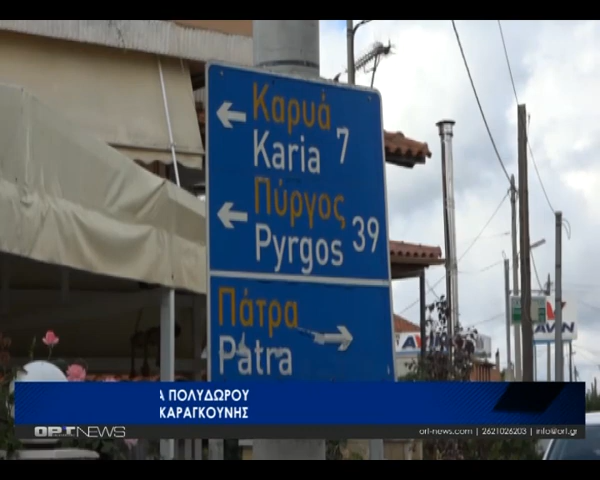 Καρυά
Karia 7
Πύργος
Pyrgos 39
Πάτρα
Patra
AVIN
Α ΠΟΛΥΔΩΡΟΥ
ΚΑΡΑΓΚΟΥΝΗΣ
ORT NEWS
ort-news.com | 2621026203 | info@ort.gr